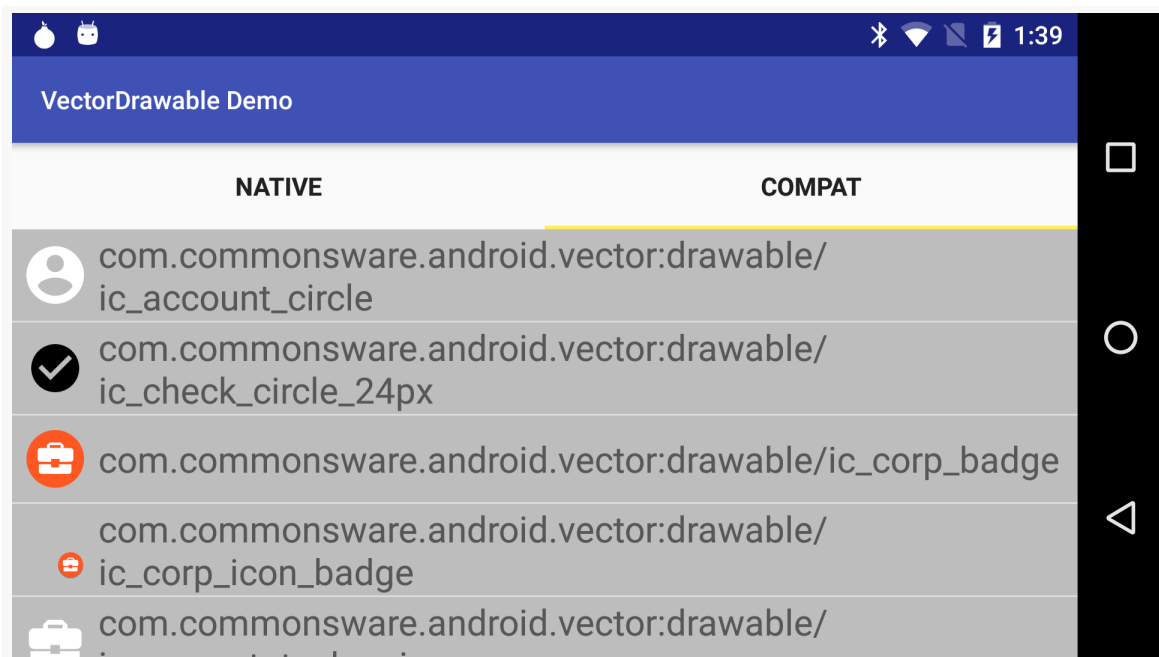 1:39
VectorDrawable Demo
NATIVE
COMPAT
com.commonsware.android.vector:drawable/
ic_account_circle
com.commonsware.android.vector:drawable/
ic_check_circle_24px
com.commonsware.android.vector:drawable/ic_corp_badge
com.commonsware.android.vector:drawable/
ic_corp_icon_badge
com.commonsware.android.vector:drawable/